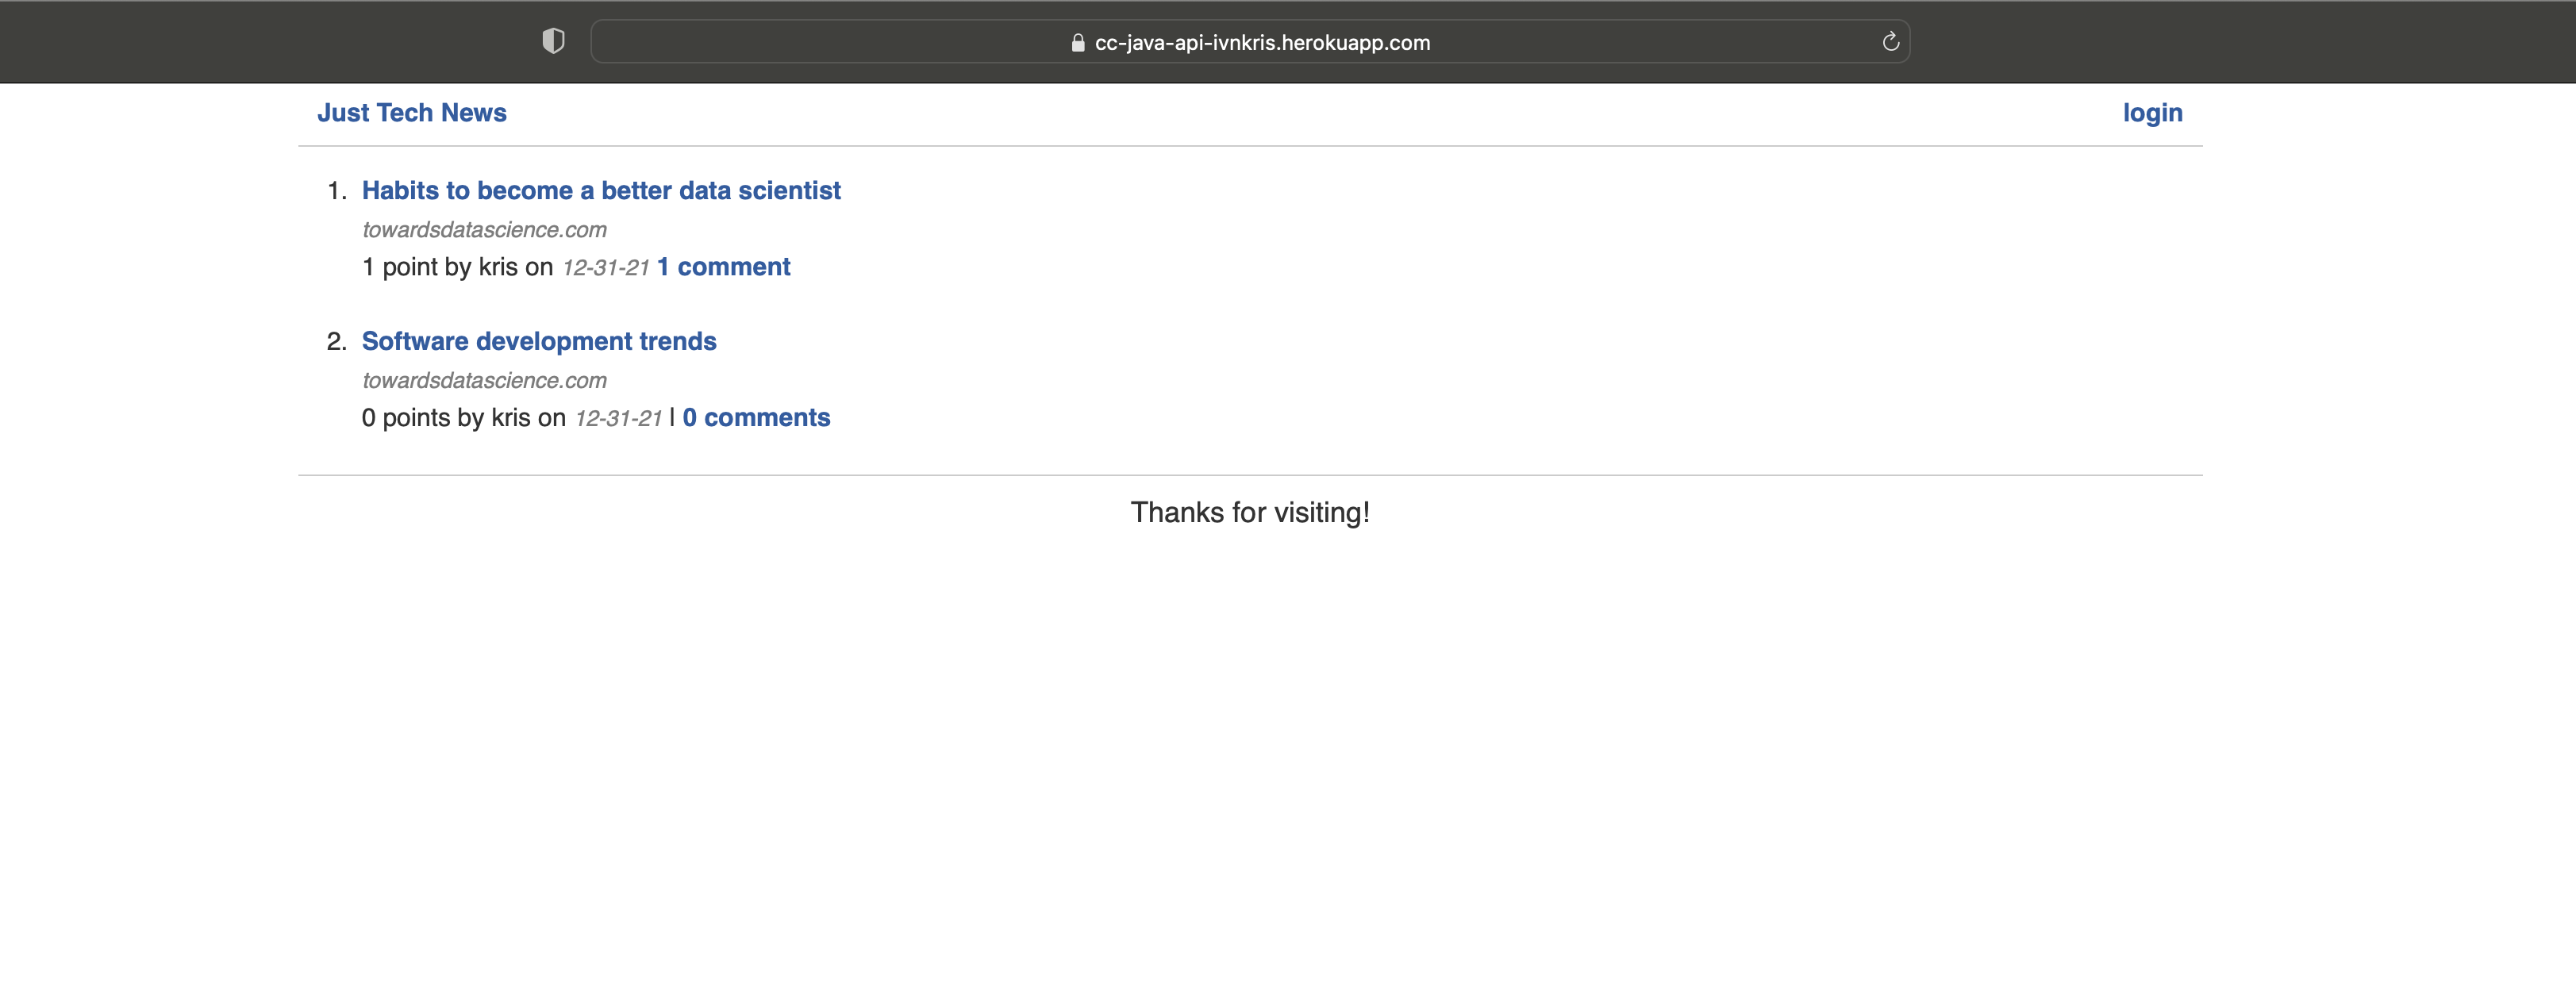 cc-java-api-ivnkris.herokuapp.com
Just Tech News login
1. Habits to become a better data scientist
towardsdatascience.com
1 point by kris on 12-31-21 1 comment
2. Software development trends
towardsdatascience.com
0 points by kris on 12-31-21 | 0 comments
Thanks for visiting!